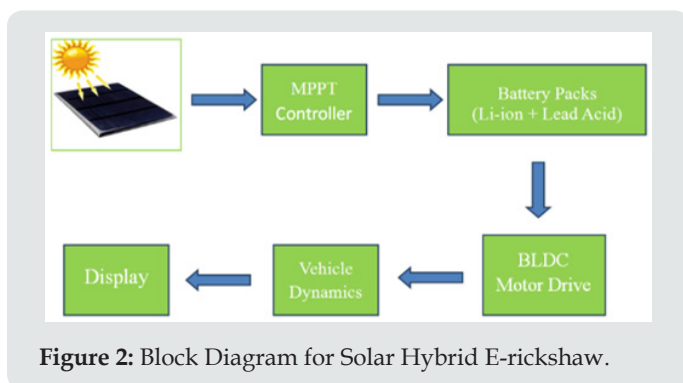 MPPT
Controller
Battery Packs
(Li-ion + Lead Acid)
BLDC
Motor Drive
Vehicle
Dynamics
Display
Figure 2: Block Diagram for Solar Hybrid E-rickshaw.